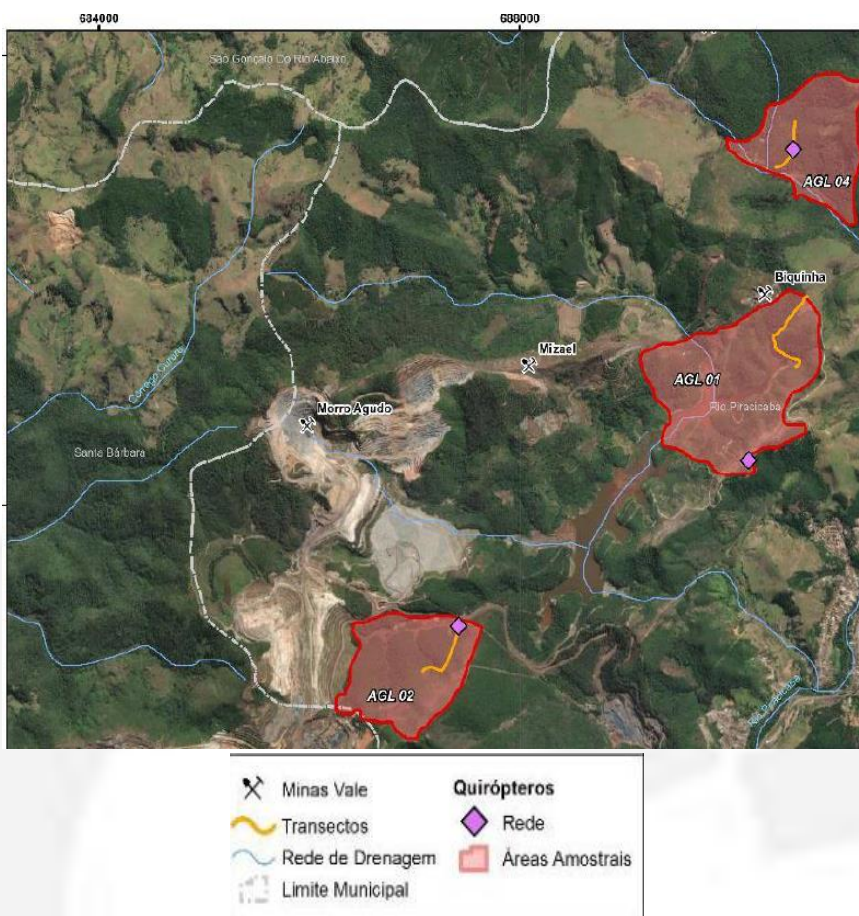 684000
688000
São Gonçalo Do Rio Abaixo
AGL 04
Biquinha
Mizael
AGL 01
Rio Piracicaba
Morro Agudo
Santa Bárbara
AGL 02
Minas Vale
Transectos
Rede de Drenagem
Limite Municipal
Quirópteros
Rede
Áreas Amostrais